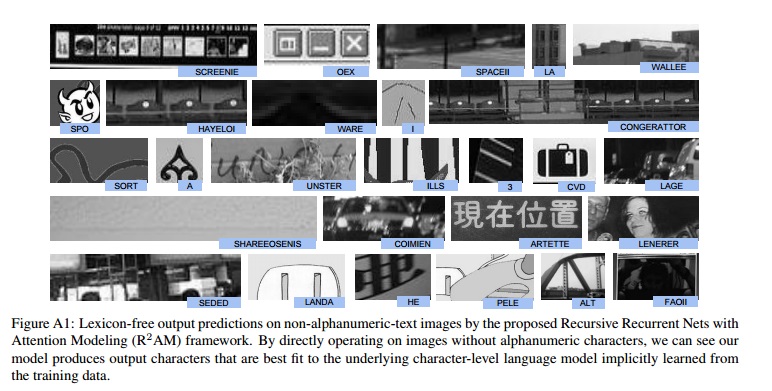 SCREENIE OEX SPACEII LA WALLEE
SPO HAYELOI WARE I CONGERATTOR
SORT A UNSTER ILLS 3 CVD LAGE
現在位置
SHAREEOSENIS COIMIEN ARTETTE LENERER
SEDED LANDA HE PELE ALT FAOII
Figure A1: Lexicon-free output predictions on non-alphanumeric-text images by the proposed Recursive Recurrent Nets with
Attention Modeling (R²AM) framework. By directly operating on images without alphanumeric characters, we can see our
model produces output characters that are best fit to the underlying character-level language model implicitly learned from
the training data.